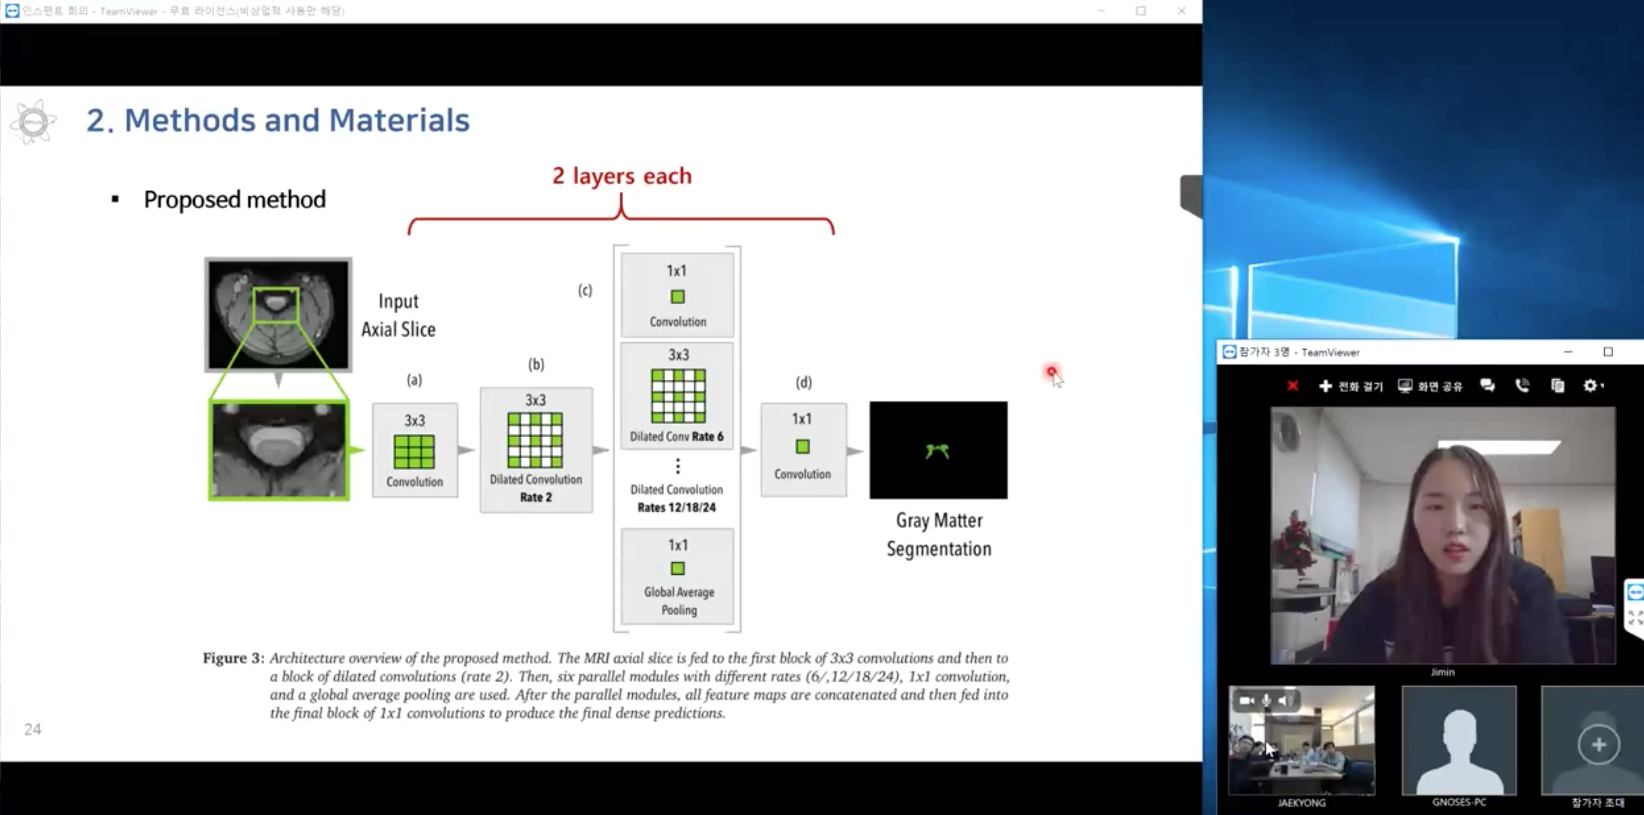 인스펀트 회의 - TeamViewer - 무료 라이선스(비상업적 사용만 해당)
2. Methods and Materials
2 layers each
▪ Proposed method
Input
Axial Slice
(a)
3x3
Convolution
(b)
3x3
Dilated Convolution
Rate 2
(c)
1x1
Convolution
3x3
Dilated Conv Rate 6
⋮
Dilated Convolution
Rates 12/18/24
1x1
Global Average
Pooling
(d)
1x1
Convolution
Gray Matter
Segmentation
Figure 3: Architecture overview of the proposed method. The MRI axial slice is fed to the first block of 3x3 convolutions and then to
a block of dilated convolutions (rate 2). Then, six parallel modules with different rates (6/,12/18/24), 1x1 convolution,
and a global average pooling are used. After the parallel modules, all feature maps are concatenated and then fed into
the final block of 1x1 convolutions to produce the final dense predictions.
24
참가자 3명 - TeamViewer
전화 걸기
화면 공유
Jimin
JAEKYONG
GNOSES-PC
참가자 초대